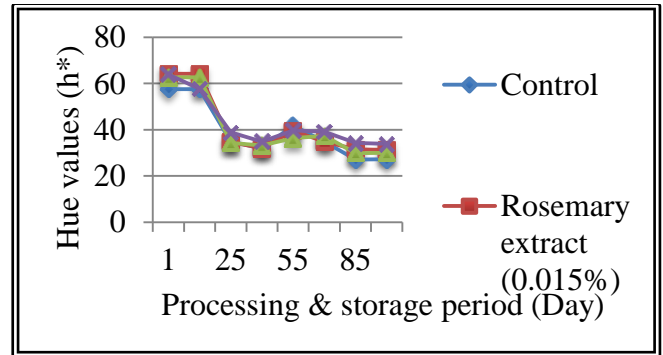 Hue values (h*)
80
60
40
20
0
1 25 55 85
Processing & storage period (Day)
Control
Rosemary
extract
(0.015%)